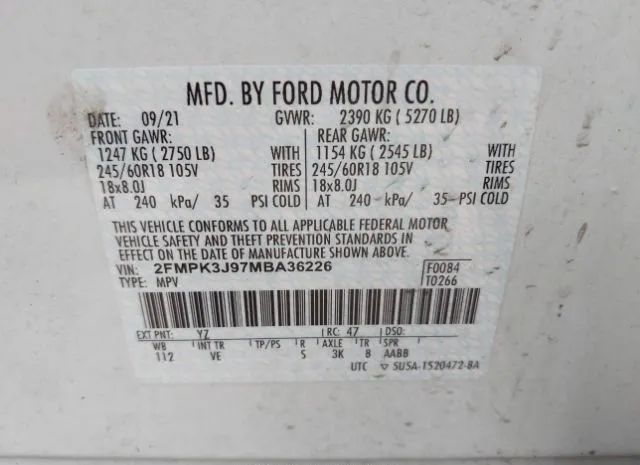 MFD. BY FORD MOTOR CO.
DATE: 09/21 GVWR: 2390 KG ( 5270 LB)
FRONT GAWR: REAR GAWR:
1247 KG ( 2750 LB) WITH 1154 KG ( 2545 LB) WITH
245/60R18 105V TIRES 245/60R18 105V TIRES
18x8.0J RIMS 18x8.0J RIMS
AT 240 kPa/ 35 PSI COLD AT 240 kPa/ 35 PSI COLD
THIS VEHICLE CONFORMS TO ALL APPLICABLE FEDERAL MOTOR
VEHICLE SAFETY AND THEFT PREVENTION STANDARDS IN
EFFECT ON THE DATE OF MANUFACTURE SHOWN ABOVE.
VIN: 2FMPK3J97MBA36226 F0084
TYPE: MPV T0266
EXT PNT: YZ RC: 47 DSO:
WB INT TR TP/PS R AXLE TR SPR
112 VE S 3K 8 AABB
UTC ▽ 5U5A-1520472-BA